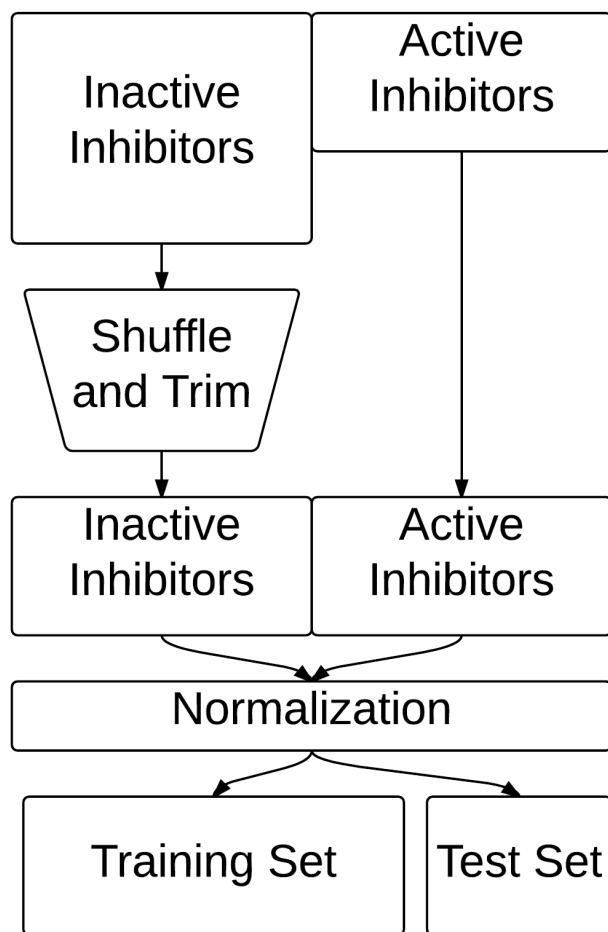 Inactive
Inhibitors
Active
Inhibitors
Shuffle
and Trim
Inactive
Inhibitors
Active
Inhibitors
Normalization
Training Set
Test Set